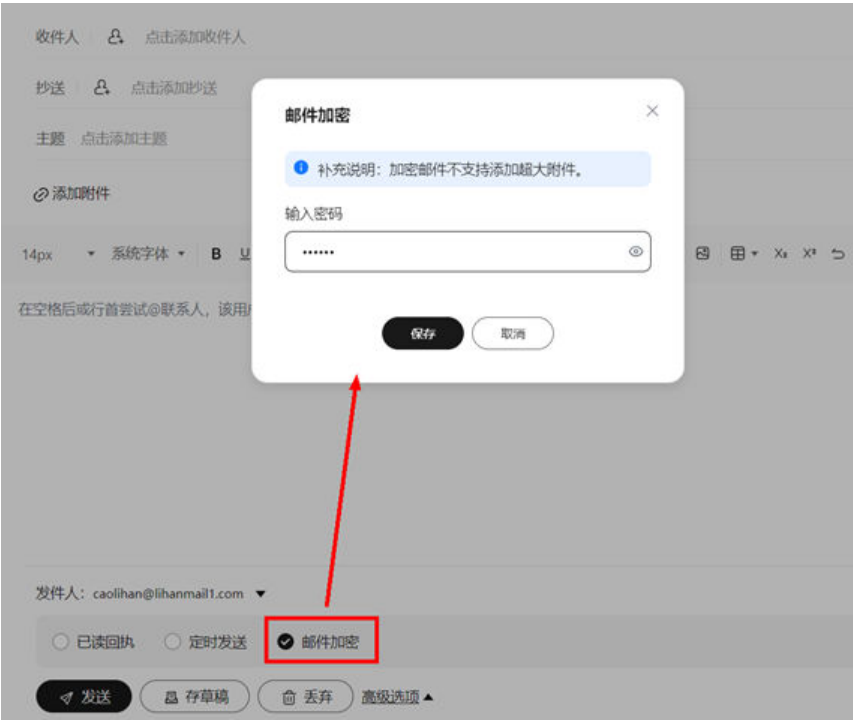 收件人 点击添加收件人
抄送 点击添加抄送
主题 点击添加主题
添加附件
14px 系统字体 B U X₂ X²
在空格后或行首尝试@联系人，该用
邮件加密
补充说明：加密邮件不支持添加超大附件。
输入密码
••••••
保存 取消
发件人：caolihan@lihanmail1.com
已读回执 定时发送 邮件加密
发送 存草稿 丢弃 高级选项